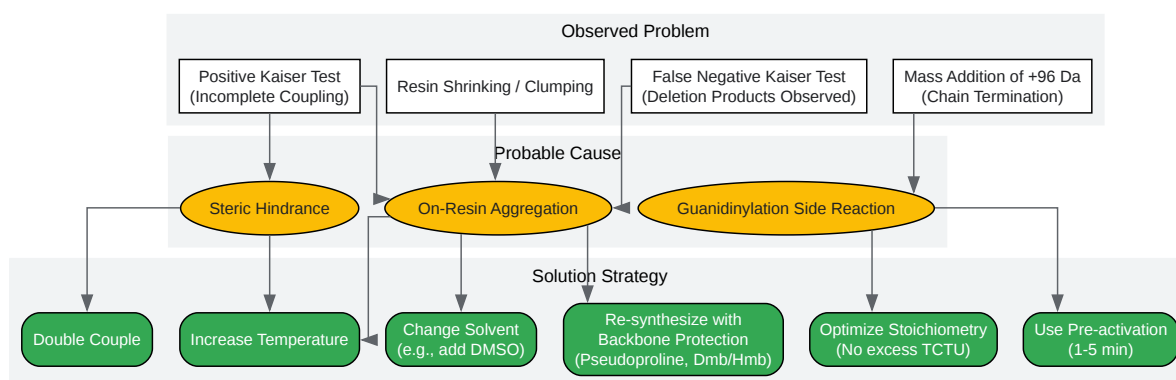 Observed Problem
Positive Kaiser Test
(Incomplete Coupling)
Resin Shrinking / Clumping
False Negative Kaiser Test
(Deletion Products Observed)
Mass Addition of +96 Da
(Chain Termination)
Probable Cause
Steric Hindrance
On-Resin Aggregation
Guanidinylation Side Reaction
Solution Strategy
Double Couple
Increase Temperature
Change Solvent
(e.g., add DMSO)
Re-synthesize with
Backbone Protection
(Pseudoproline, Dmb/Hmb)
Optimize Stoichiometry
(No excess TCTU)
Use Pre-activation
(1-5 min)